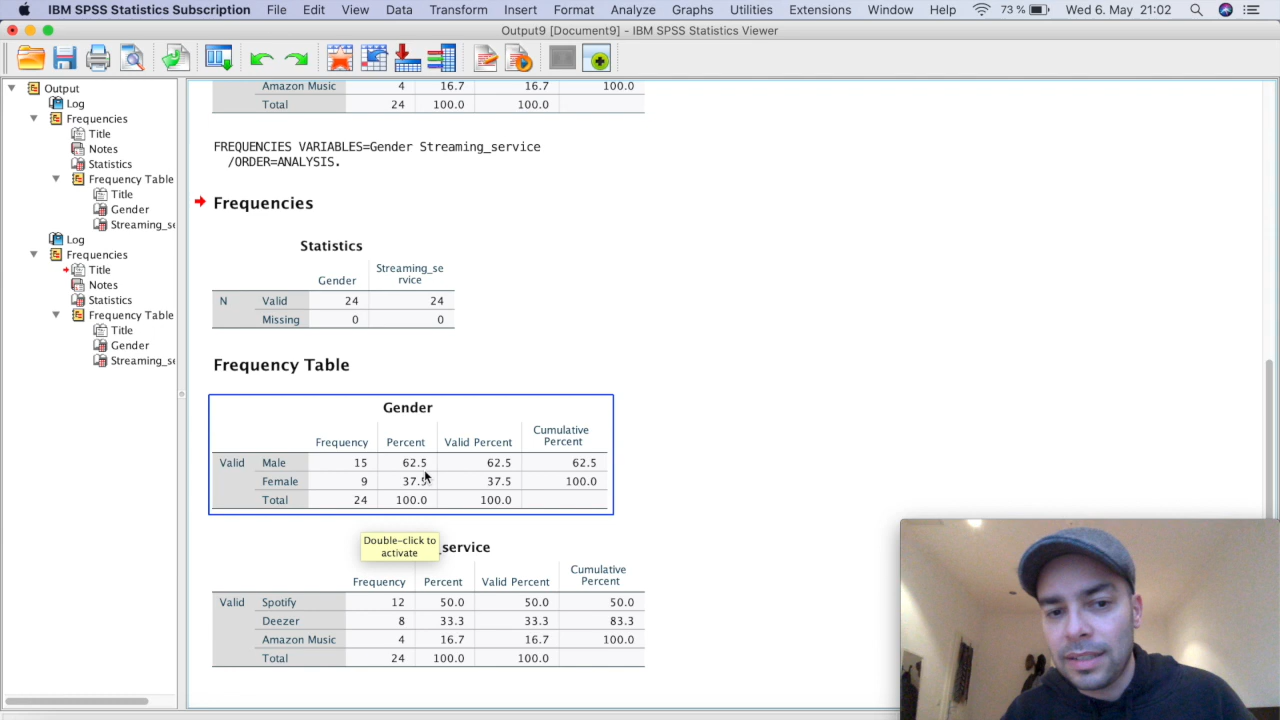 IBM SPSS Statistics Subscription File Edit View Data Transform Insert Format Analyze Graphs Utilities Extensions Window Help 73 % Wed 6. May 21:02
Output9 [Document9] - IBM SPSS Statistics Viewer
Output
Log
Frequencies
Title
Notes
Statistics
Frequency Table
Title
Gender
Streaming_se
Log
Frequencies
Title
Notes
Statistics
Frequency Table
Title
Gender
Streaming_se
Amazon Music 4 16.7 16.7 100.0
Total 24 100.0 100.0
FREQUENCIES VARIABLES=Gender Streaming_service
/ORDER=ANALYSIS.
Frequencies
Statistics
Gender Streaming_se
rvice
N Valid 24 24
Missing 0 0
Frequency Table
Gender
Frequency Percent Valid Percent Cumulative
Percent
Valid Male 15 62.5 62.5 62.5
Female 9 37.5 37.5 100.0
Total 24 100.0 100.0
Double-click to
activate
_service
Frequency Percent Valid Percent Cumulative
Percent
Valid Spotify 12 50.0 50.0 50.0
Deezer 8 33.3 33.3 83.3
Amazon Music 4 16.7 16.7 100.0
Total 24 100.0 100.0